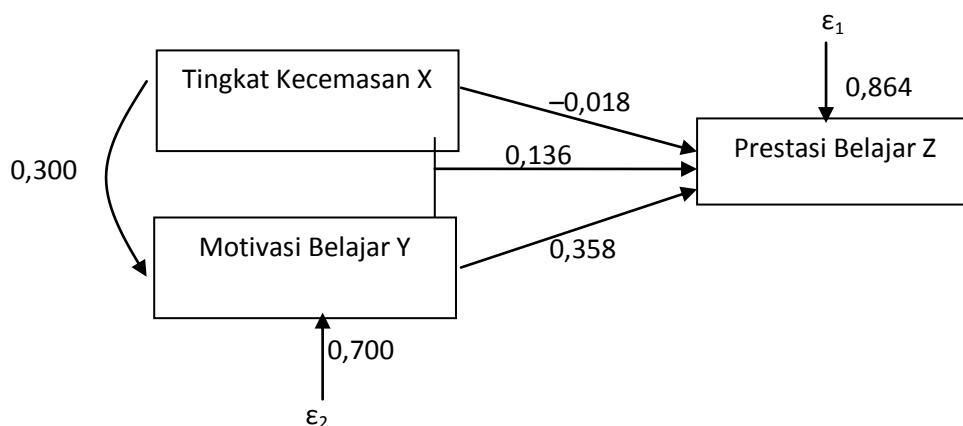 ε1
Tingkat Kecemasan X
–0,018
0,864
Prestasi Belajar Z
0,136
0,300
Motivasi Belajar Y
0,358
0,700
ε2